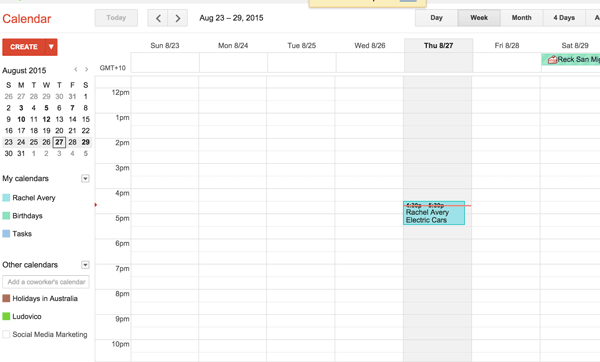 Calendar
Today
Aug 23 – 29, 2015
Day
Week
Month
4 Days
A
CREATE
Sun 8/23
Mon 8/24
Tue 8/25
Wed 8/26
Thu 8/27
Fri 8/28
Sat 8/29
GMT+10
Reck San Mig
August 2015
S M T W T F S
26 27 28 29 30 31 1
2 3 4 5 6 7 8
9 10 11 12 13 14 15
16 17 18 19 20 21 22
23 24 25 26 27 28 29
30 31 1 2 3 4 5
My calendars
Rachel Avery
Birthdays
Tasks
Other calendars
Add a coworker's calendar
Holidays in Australia
Ludovico
Social Media Marketing
12pm
1pm
2pm
3pm
4pm
4:30p - 5:30p
Rachel Avery
Electric Cars
5pm
6pm
7pm
8pm
9pm
10pm